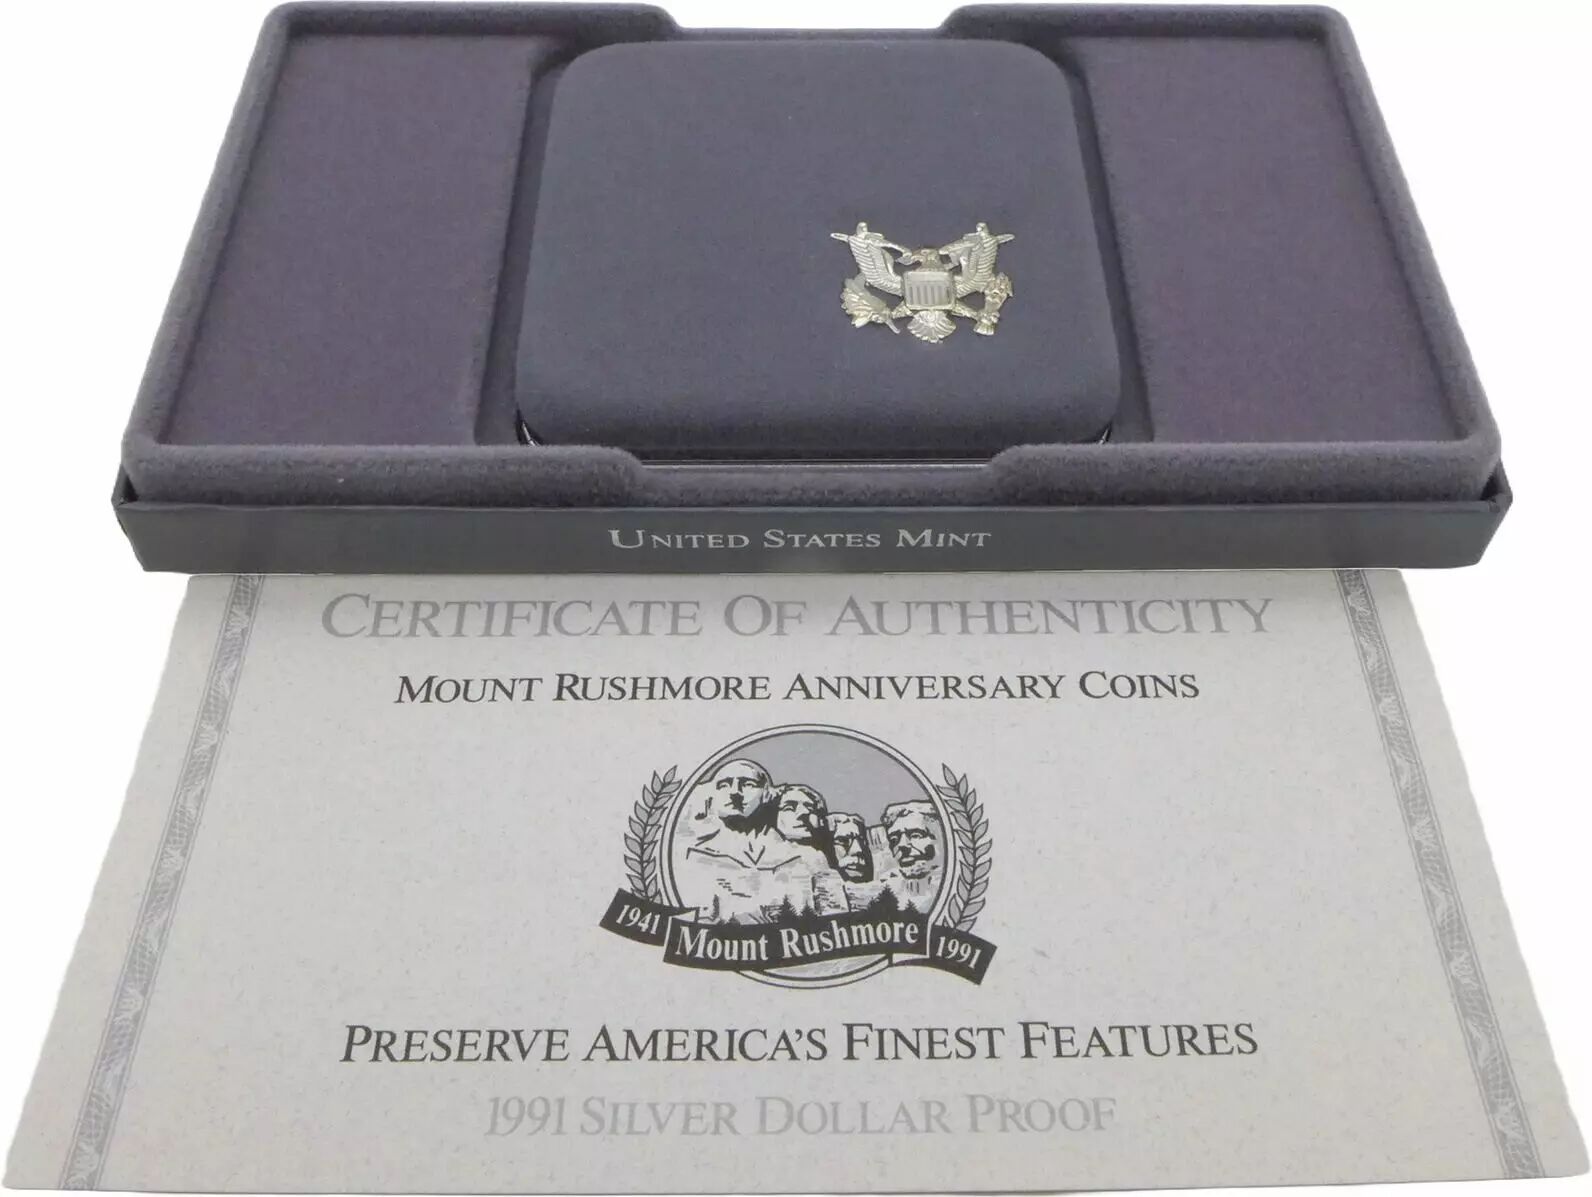 UNITED STATES MINT
CERTIFICATE OF AUTHENTICITY
MOUNT RUSHMORE ANNIVERSARY COINS
1941 Mount Rushmore 1991
PRESERVE AMERICA'S FINEST FEATURES
1991 SILVER DOLLAR PROOF